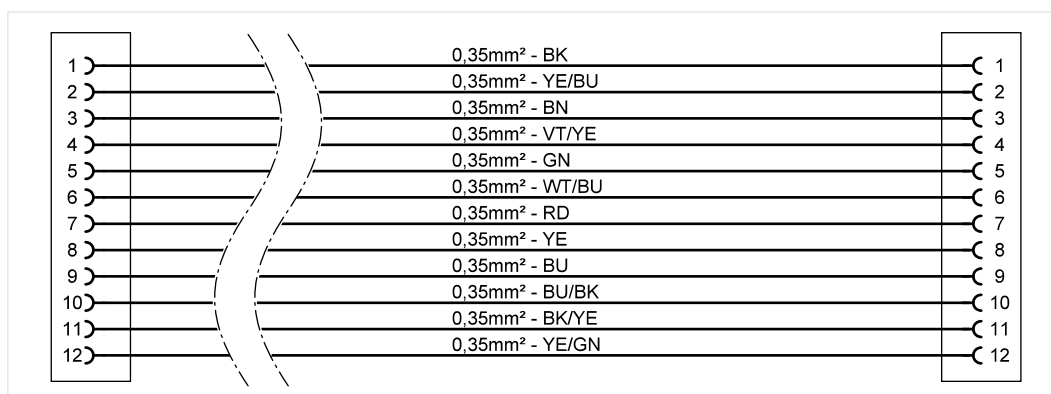 1 0,35mm² - BK 1
2 0,35mm² - YE/BU 2
3 0,35mm² - BN 3
4 0,35mm² - VT/YE 4
5 0,35mm² - GN 5
6 0,35mm² - WT/BU 6
7 0,35mm² - RD 7
8 0,35mm² - YE 8
9 0,35mm² - BU 9
10 0,35mm² - BU/BK 10
11 0,35mm² - BK/YE 11
12 0,35mm² - YE/GN 12